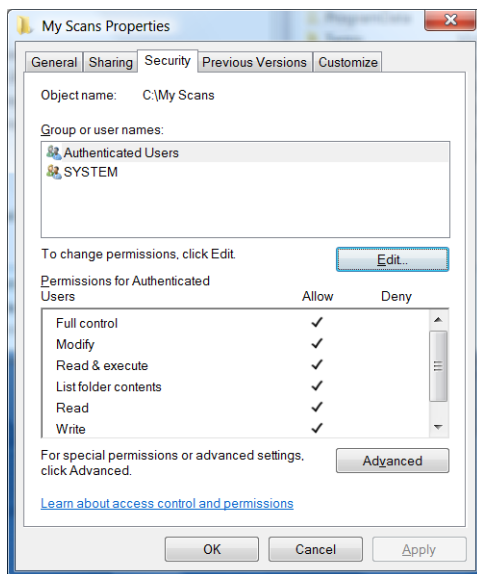 My Scans Properties
General Sharing Security Previous Versions Customize
Object name: C:\My Scans
Group or user names:
Authenticated Users
SYSTEM
To change permissions, click Edit.
Edit...
Permissions for Authenticated
Users Allow Deny
Full control
Modify
Read & execute
List folder contents
Read
Write
For special permissions or advanced settings,
click Advanced.
Advanced
Learn about access control and permissions
OK Cancel Apply